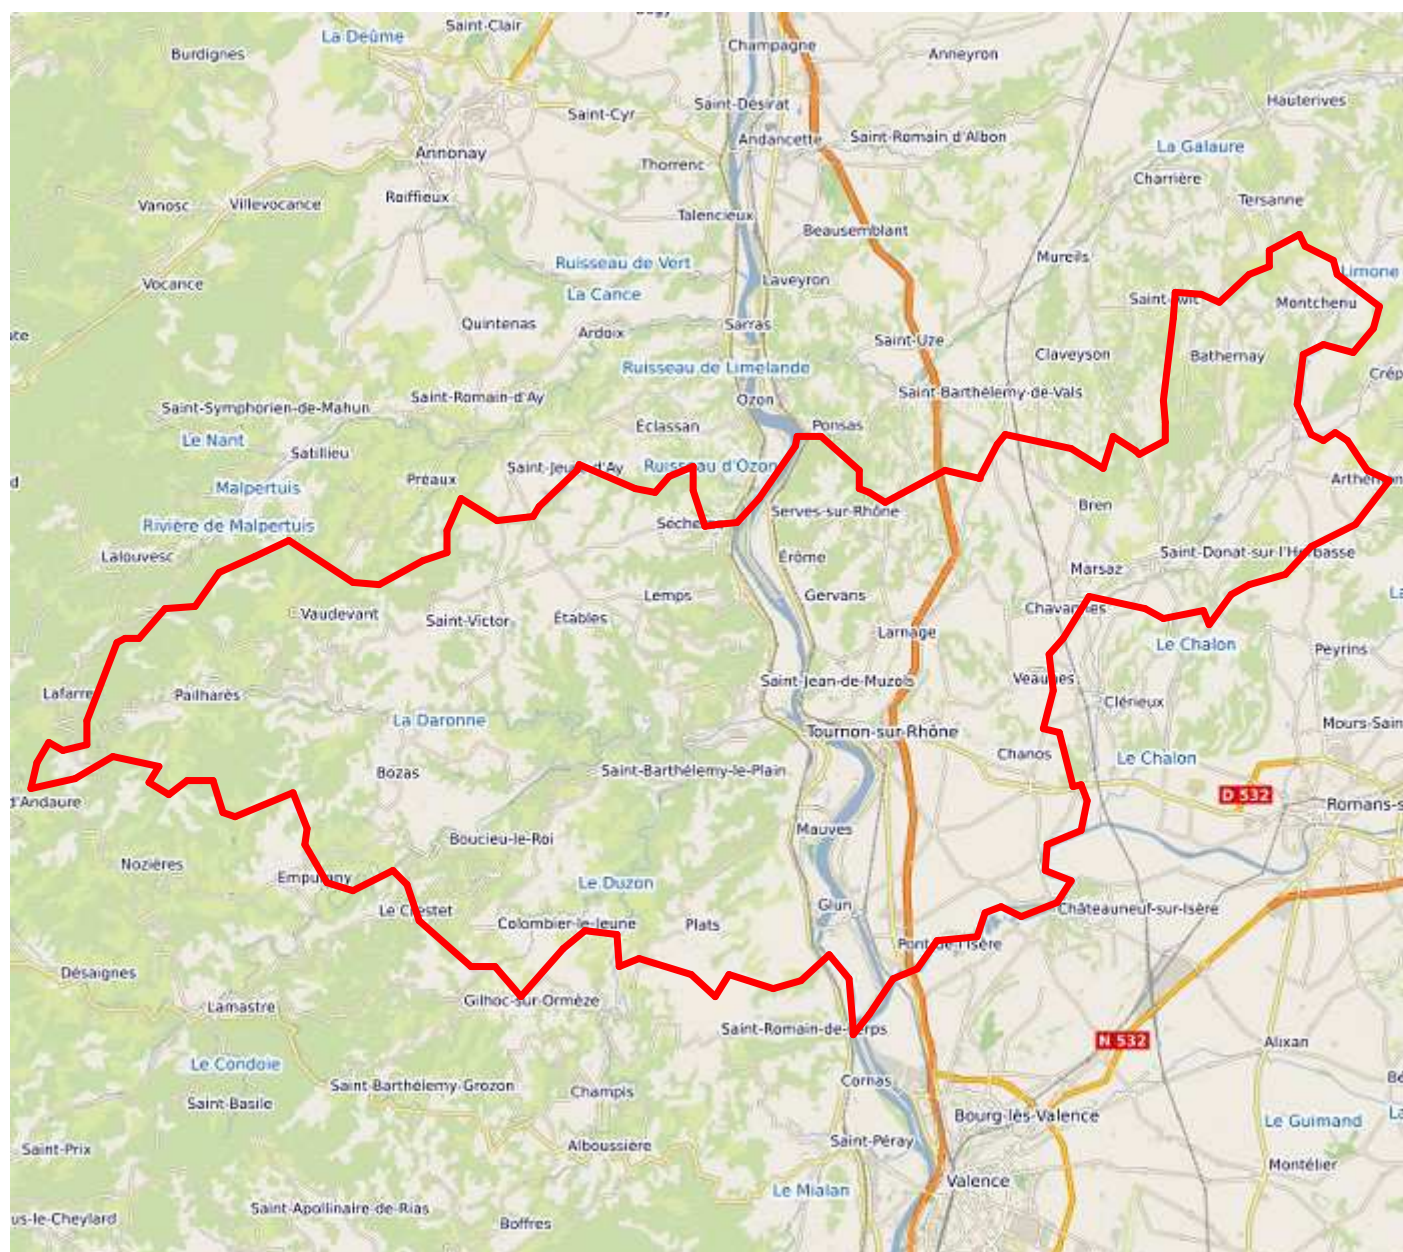 Saint-Clair
La Deûme
Champagne
Burdignes
Anneyron
Hauterives
Saint-Désirat
Saint-Cyr
Andancette
Saint-Romain d'Albon
La Galaure
Annonay
Thorrenc
Charrière
Roiffieux
Tersanne
Vanosc
Villevocance
Talencieux
Beausemblant
Mureils
Ruisseau de Vert
Limone
Laveyron
Vocance
La Cance
Montchenu
Quintenas
Sarras
Ardoix
Saint-Uze
Claveyson
Bathernay
Ruisseau de Limelande
Crép
Saint-Barthélemy-de-Vals
Saint-Romain-d'Ay
Ozon
Saint-Symphorien-de-Mahun
Éclassan
Ponsas
Le Nant
Satillieu
Ruisseau d'Ozon
Préaux
Malpertuis
Bren
Serves-sur-Rhône
Rivière de Malpertuis
Saint-Donat-sur-l'Herbasse
Lalouvesc
Érôme
Marsaz
Lemps
Gervans
Chavannes
Vaudevant
Saint-Victor
Étables
Larnage
Le Chalon
Peyrins
Saint-Jean-de-Muzols
Veaunes
Lafarre
Pailharès
Clérieux
La Daronne
Mours-Sain
Tournon-sur-Rhône
Chanos
Le Chalon
Bozas
Saint-Barthélemy-le-Plain
D 532
d'Andaure
Romans-s
Mauves
Boucieu-le-Roi
Nozières
Empurany
Le Duzon
Glun
Le Crestet
Châteauneuf-sur-Isère
Colombier-le-Jeune
Plats
Pont-de-l'Isère
Désaignes
Gilhoc-sur-Ormèze
Lamastre
Saint-Romain-de-Lerps
N 532
Alixan
Le Condoie
Cornas
Saint-Barthélemy-Grozon
Champis
Saint-Basile
Bourg-lès-Valence
Le Guimand
Saint-Péray
Alboussière
Saint-Prix
Montélier
Valence
Le Mialan
Saint-Apollinaire-de-Rias
us-le-Cheylard
Boffres